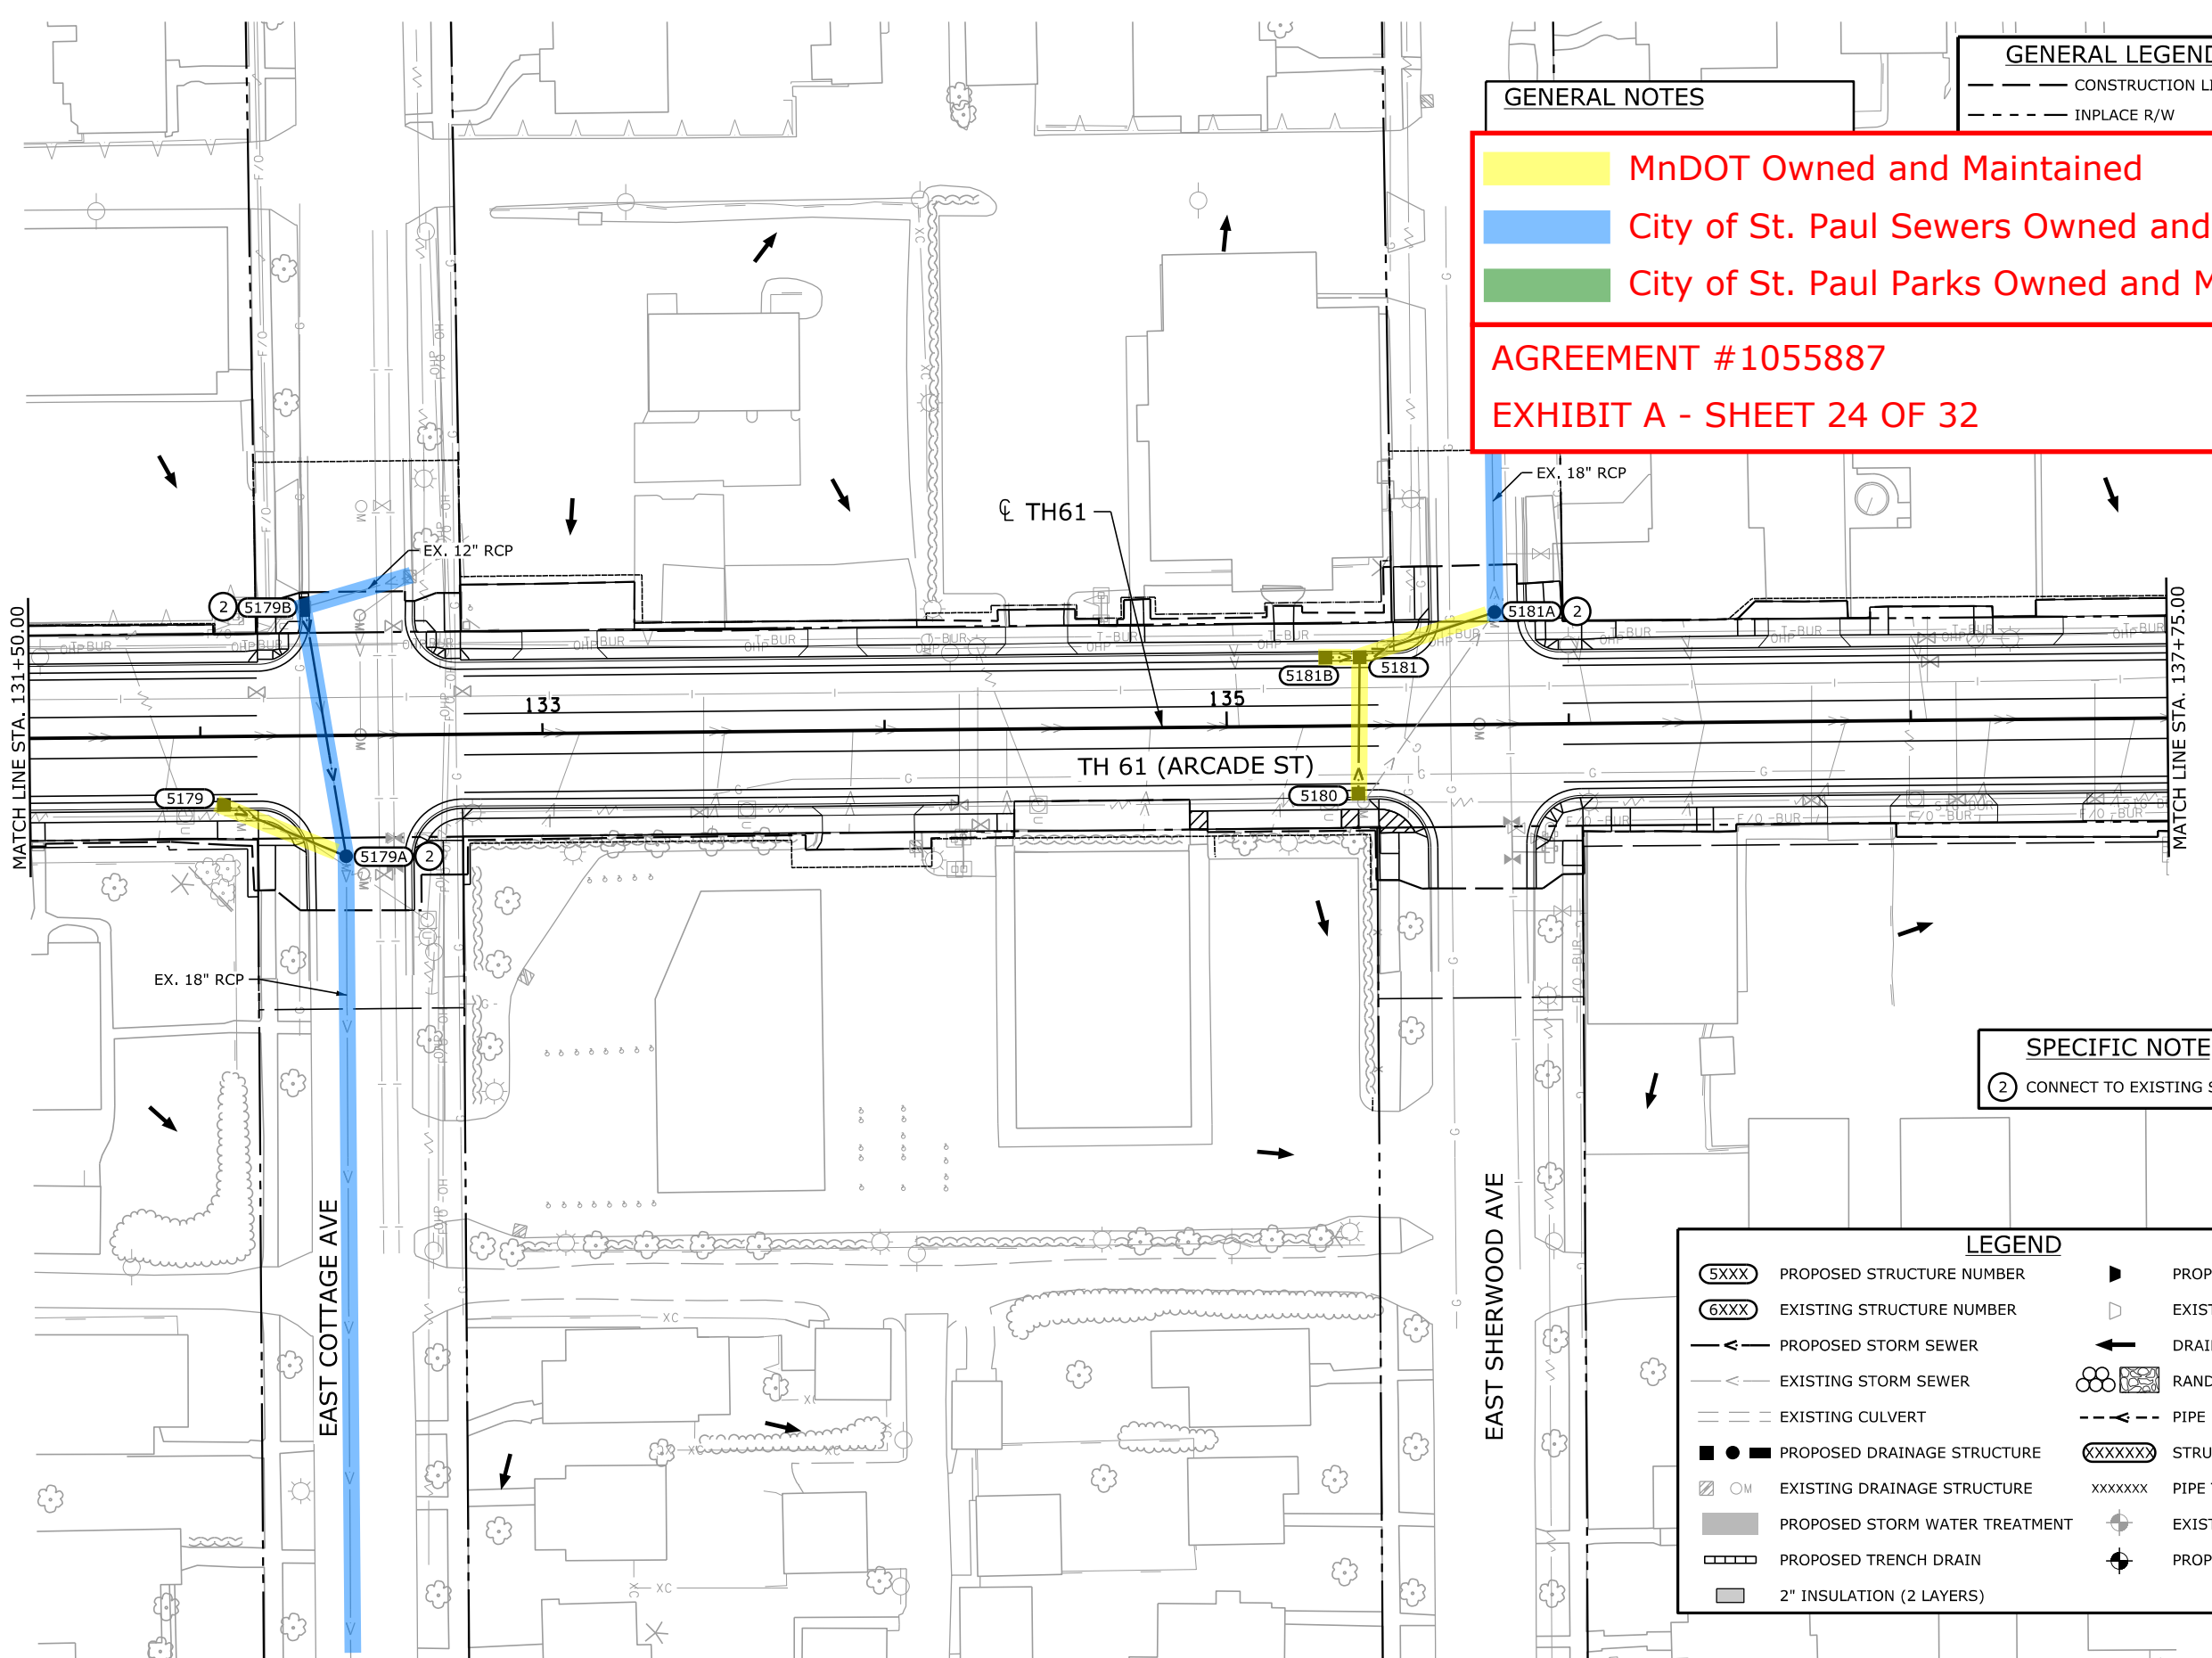 GENERAL LEGEND
CONSTRUCTION LI
INPLACE R/W
GENERAL NOTES
MnDOT Owned and Maintained
City of St. Paul Sewers Owned and
City of St. Paul Parks Owned and M
AGREEMENT #1055887
EXHIBIT A - SHEET 24 OF 32
EX. 18" RCP
EX. 12" RCP
℄ TH61
2 5179B
5181A 2
5181B
5181
133
135
TH 61 (ARCADE ST)
5179
5180
5179A 2
MATCH LINE STA. 131+50.00
MATCH LINE STA. 137+75.00
EX. 18" RCP
EAST COTTAGE AVE
EAST SHERWOOD AVE
SPECIFIC NOTE
2 CONNECT TO EXISTING S
LEGEND
5XXX PROPOSED STRUCTURE NUMBER
6XXX EXISTING STRUCTURE NUMBER
PROPOSED STORM SEWER
EXISTING STORM SEWER
EXISTING CULVERT
PROPOSED DRAINAGE STRUCTURE
M EXISTING DRAINAGE STRUCTURE
PROPOSED STORM WATER TREATMENT
PROPOSED TRENCH DRAIN
2" INSULATION (2 LAYERS)
PROP
EXIST
DRAI
RAND
PIPE
XXXXXXX STRU
XXXXXXX PIPE
EXIST
PROP